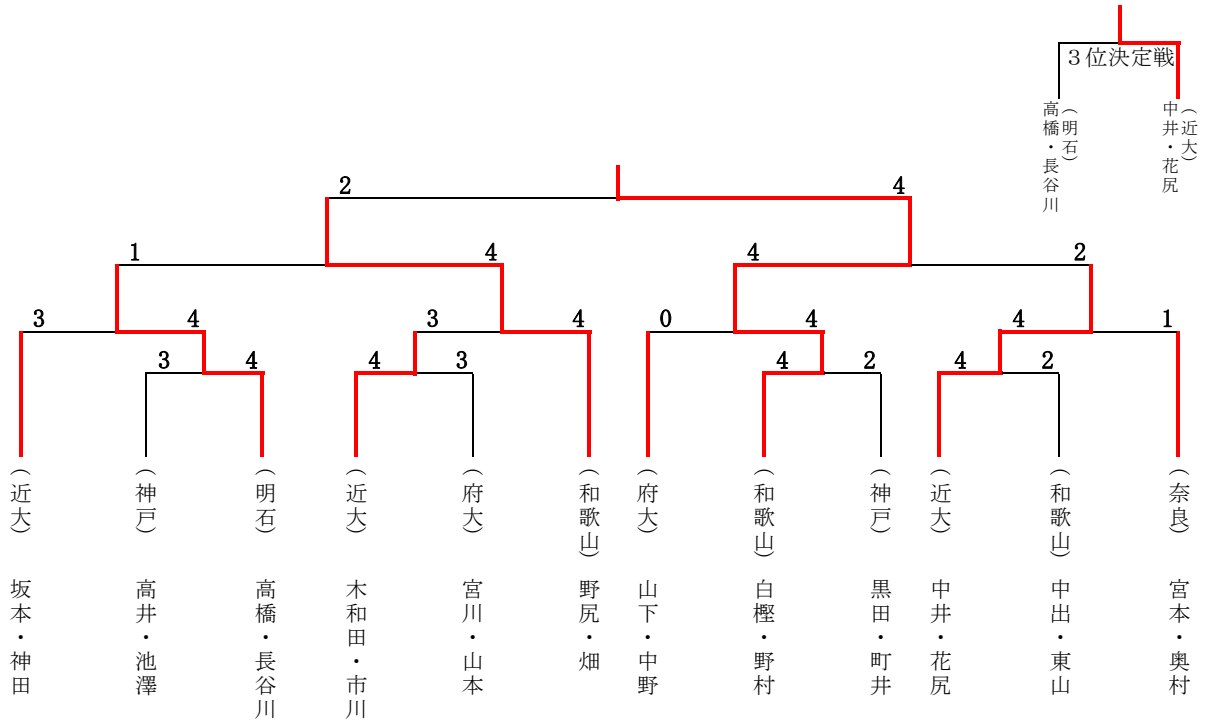 ３位決定戦
（明石）
高橋・長谷川
（近大）
中井・花尻
2
4
1
4
4
2
3
4
3
4
0
4
4
1
3
4
4
3
4
2
4
2
（近大）　坂本・神田
（神戸）　高井・池澤
（明石）　高橋・長谷川
（近大）　木和田・市川
（府大）　宮川・山本
（和歌山）野尻・畑
（府大）　山下・中野
（和歌山）白樫・野村
（神戸）　黒田・町井
（近大）　中井・花尻
（和歌山）中出・東山
（奈良）　宮本・奥村